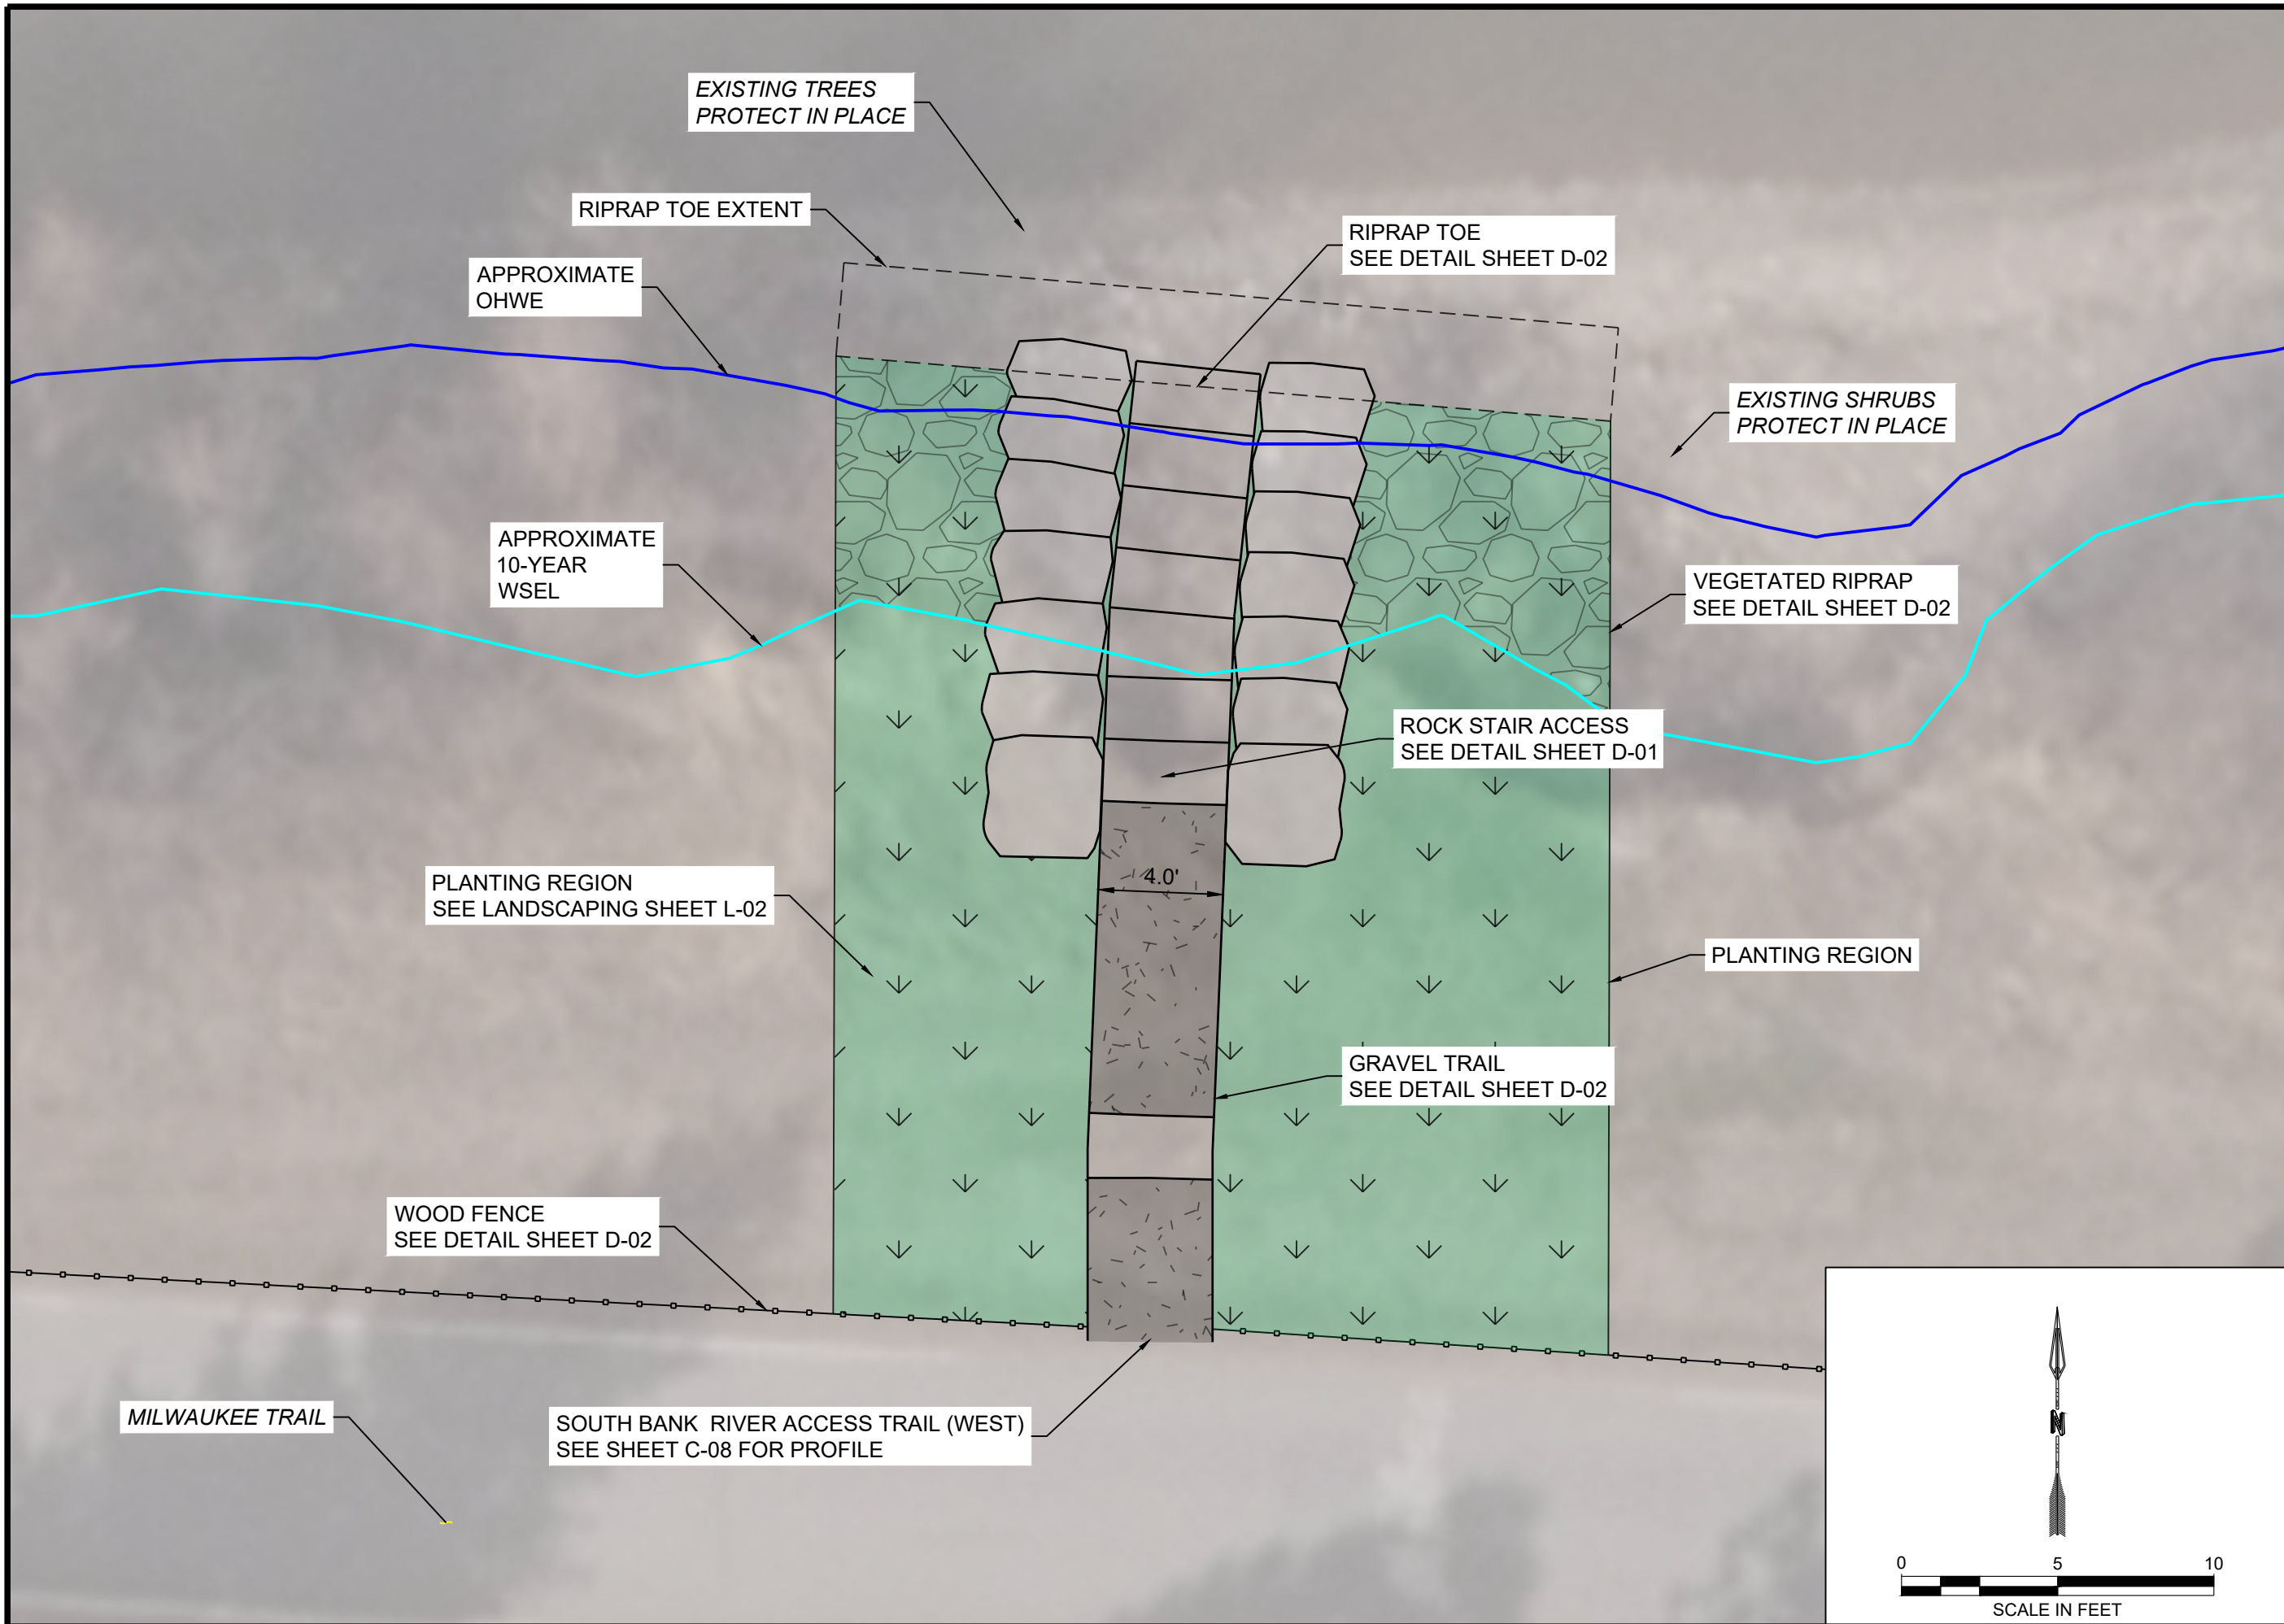 EXISTING TREES
PROTECT IN PLACE
RIPRAP TOE EXTENT
RIPRAP TOE
SEE DETAIL SHEET D-02
APPROXIMATE
OHWE
EXISTING SHRUBS
PROTECT IN PLACE
APPROXIMATE
10-YEAR
WSEL
VEGETATED RIPRAP
SEE DETAIL SHEET D-02
ROCK STAIR ACCESS
SEE DETAIL SHEET D-01
PLANTING REGION
SEE LANDSCAPING SHEET L-02
4.0'
PLANTING REGION
GRAVEL TRAIL
SEE DETAIL SHEET D-02
WOOD FENCE
SEE DETAIL SHEET D-02
MILWAUKEE TRAIL
SOUTH BANK RIVER ACCESS TRAIL (WEST)
SEE SHEET C-08 FOR PROFILE
N
0 5 10
SCALE IN FEET